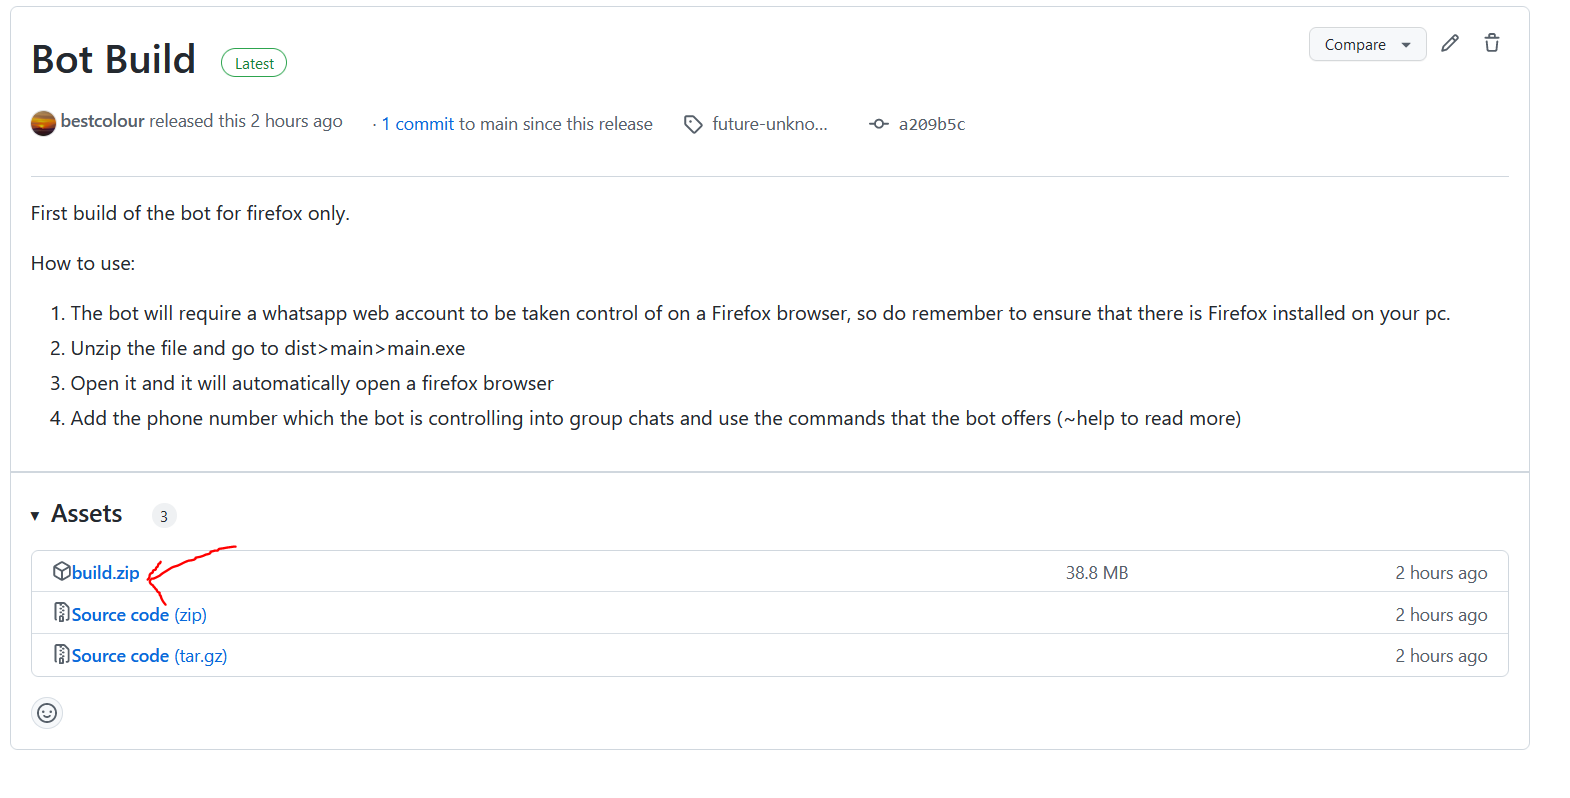 Bot Build Latest Compare
bestcolour released this 2 hours ago · 1 commit to main since this release future-unkno... a209b5c
First build of the bot for firefox only.
How to use:
1. The bot will require a whatsapp web account to be taken control of on a Firefox browser, so do remember to ensure that there is Firefox installed on your pc.
2. Unzip the file and go to dist>main>main.exe
3. Open it and it will automatically open a firefox browser
4. Add the phone number which the bot is controlling into group chats and use the commands that the bot offers (~help to read more)
Assets 3
build.zip 38.8 MB 2 hours ago
Source code (zip) 2 hours ago
Source code (tar.gz) 2 hours ago